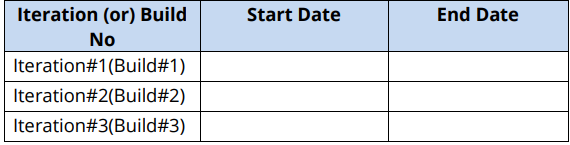 Iteration (or) Build Start Date End Date
No
Iteration#1(Build#1)
Iteration#2(Build#2)
Iteration#3(Build#3)